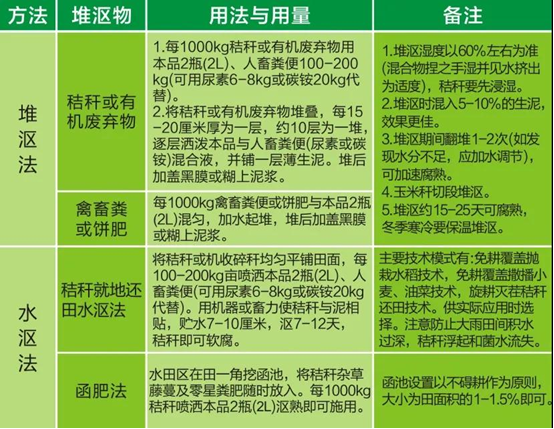 方法
堆沤物
用法与用量
备注
堆沤法
秸秆或有
机废弃物
1.每1000kg秸秆或有机废弃物用
本品2瓶(2L)、人畜粪便100-200
kg(可用尿素6-8kg或碳铵20kg代
替)。
2.将秸秆或有机废弃物堆叠，每15
-20厘米厚为一层，约10层为一堆，
逐层洒泼本品与人畜粪便(尿素或碳
铵)混合液，并铺一层薄生泥。堆后
加盖黑膜或糊上泥浆。
禽畜粪
或饼肥
每1000kg禽粪便或饼肥与本品2瓶
(2L)混匀，加水起堆，堆后加盖黑膜
或糊上泥浆。
1.堆沤湿度以60%左右为准
(混合物捏之手湿并见水挤出
为适度)，秸秆要先浸湿。
2.堆沤时混入5-10%的生泥，
效果更佳。
3.堆沤期间翻堆1-2次(如发
现水分不足，应加水调节)，
可加速腐熟。
4.玉米秆切段堆沤。
5.堆沤约15-25天可腐熟，
冬季寒冷要保温堆沤。
水沤法
秸秆就地还
田水沤法
将秸秆或机收碎秆均匀平铺田面，每
100-200kg亩喷洒本品2瓶(2L)、人
畜粪便(可用尿素6-8kg或碳铵20kg
代替)。用机器或畜力使秸秆与泥相
贴，贮水7-10厘米，沤7-12天，
秸秆即可软腐。
主要技术模式有:免耕覆盖抛
栽水稻技术，免耕覆盖撒播小
麦、油菜技术，旋耕灭茬秸秆
还田技术。供实际应用时选
择。注意防止大雨田间积水
过深，秸秆浮起和菌水流失。
凼肥法
水田区在田一角挖凼池，将秸秆杂草
藤蔓及零星粪肥随时放入。每1000kg
秸秆喷洒本品2瓶(2L)沤熟即可施用。
凼池设置以不碍耕作为原则，
大小为田面积的1-1.5%即可。